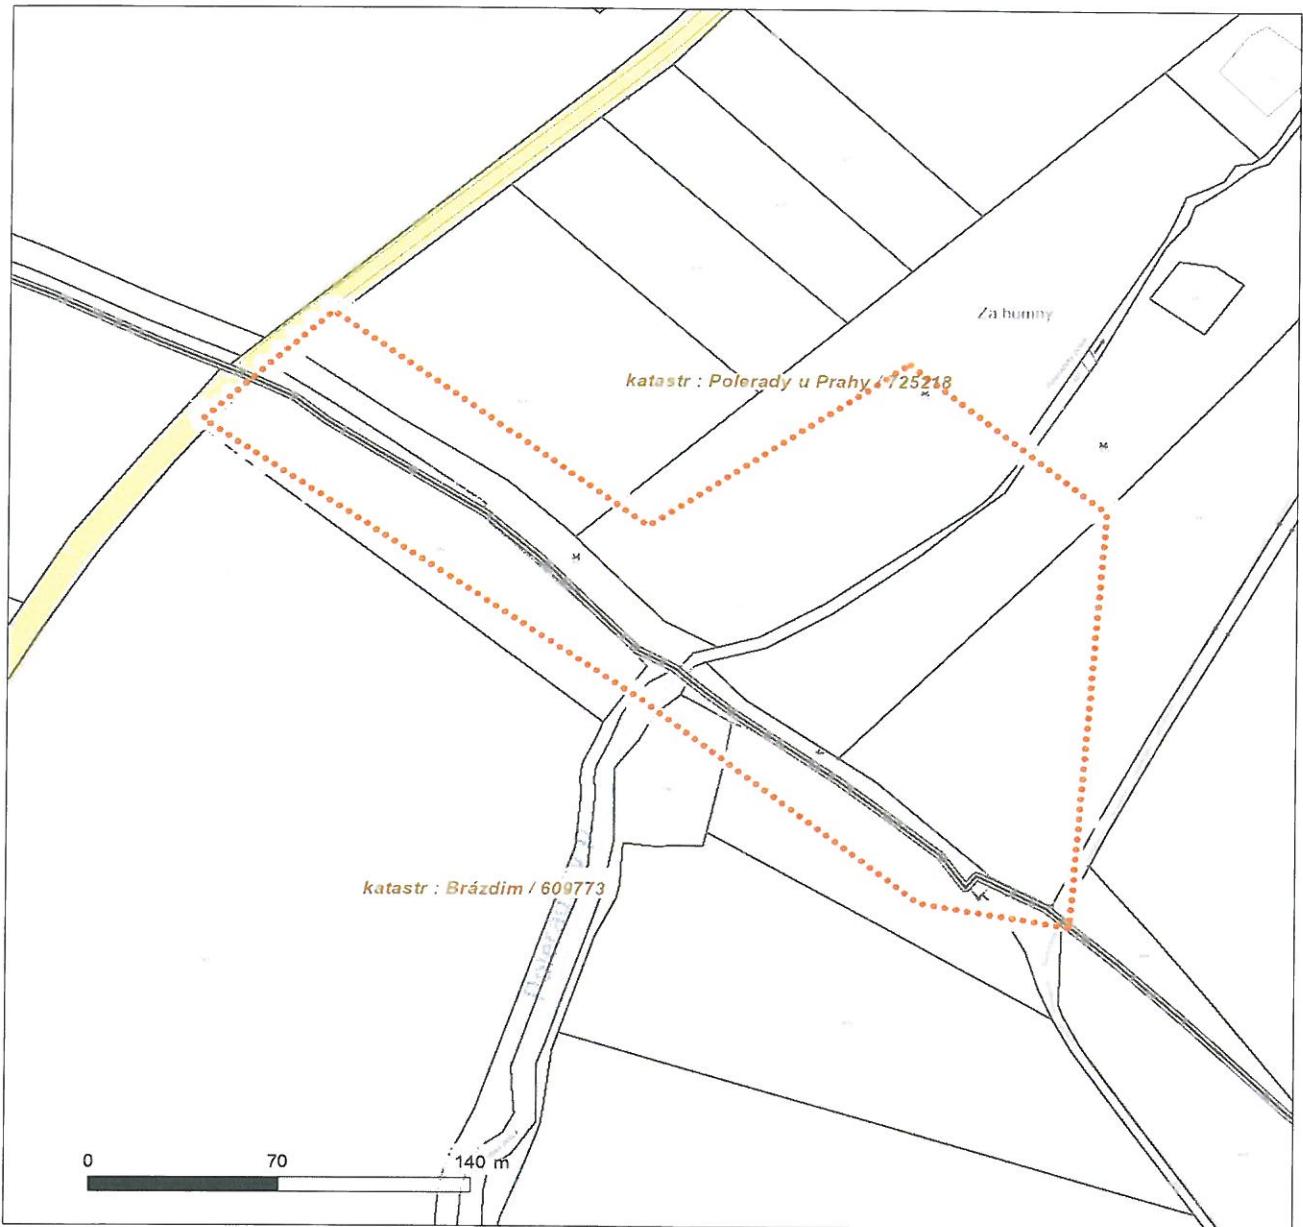 Za humny
katastr : Polerady u Prahy / 725218
katastr : Brázdim / 609773
0 70 140 m